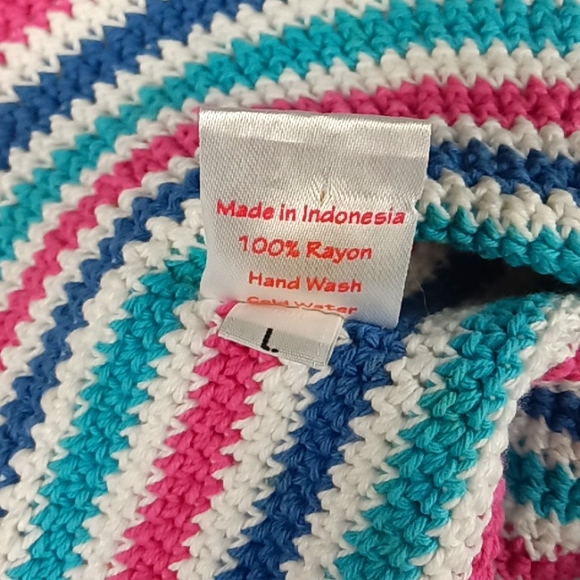 Made in Indonesia
100% Rayon
Hand Wash
Cold Water
L